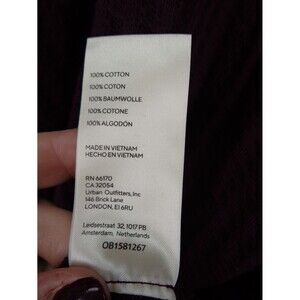 100% COTTON
100% COTON
100% BAUMWOLLE
100% COTONE
100% ALGODÓN
MADE IN VIETNAM
HECHO EN VIETNAM
RN 66170
CA 32054
Urban Outfitters, Inc
146 Brick Lane
LONDON, E1 6RU
Leidsestraat 32, 1017 PB
Amsterdam, Netherlands
OB1581267